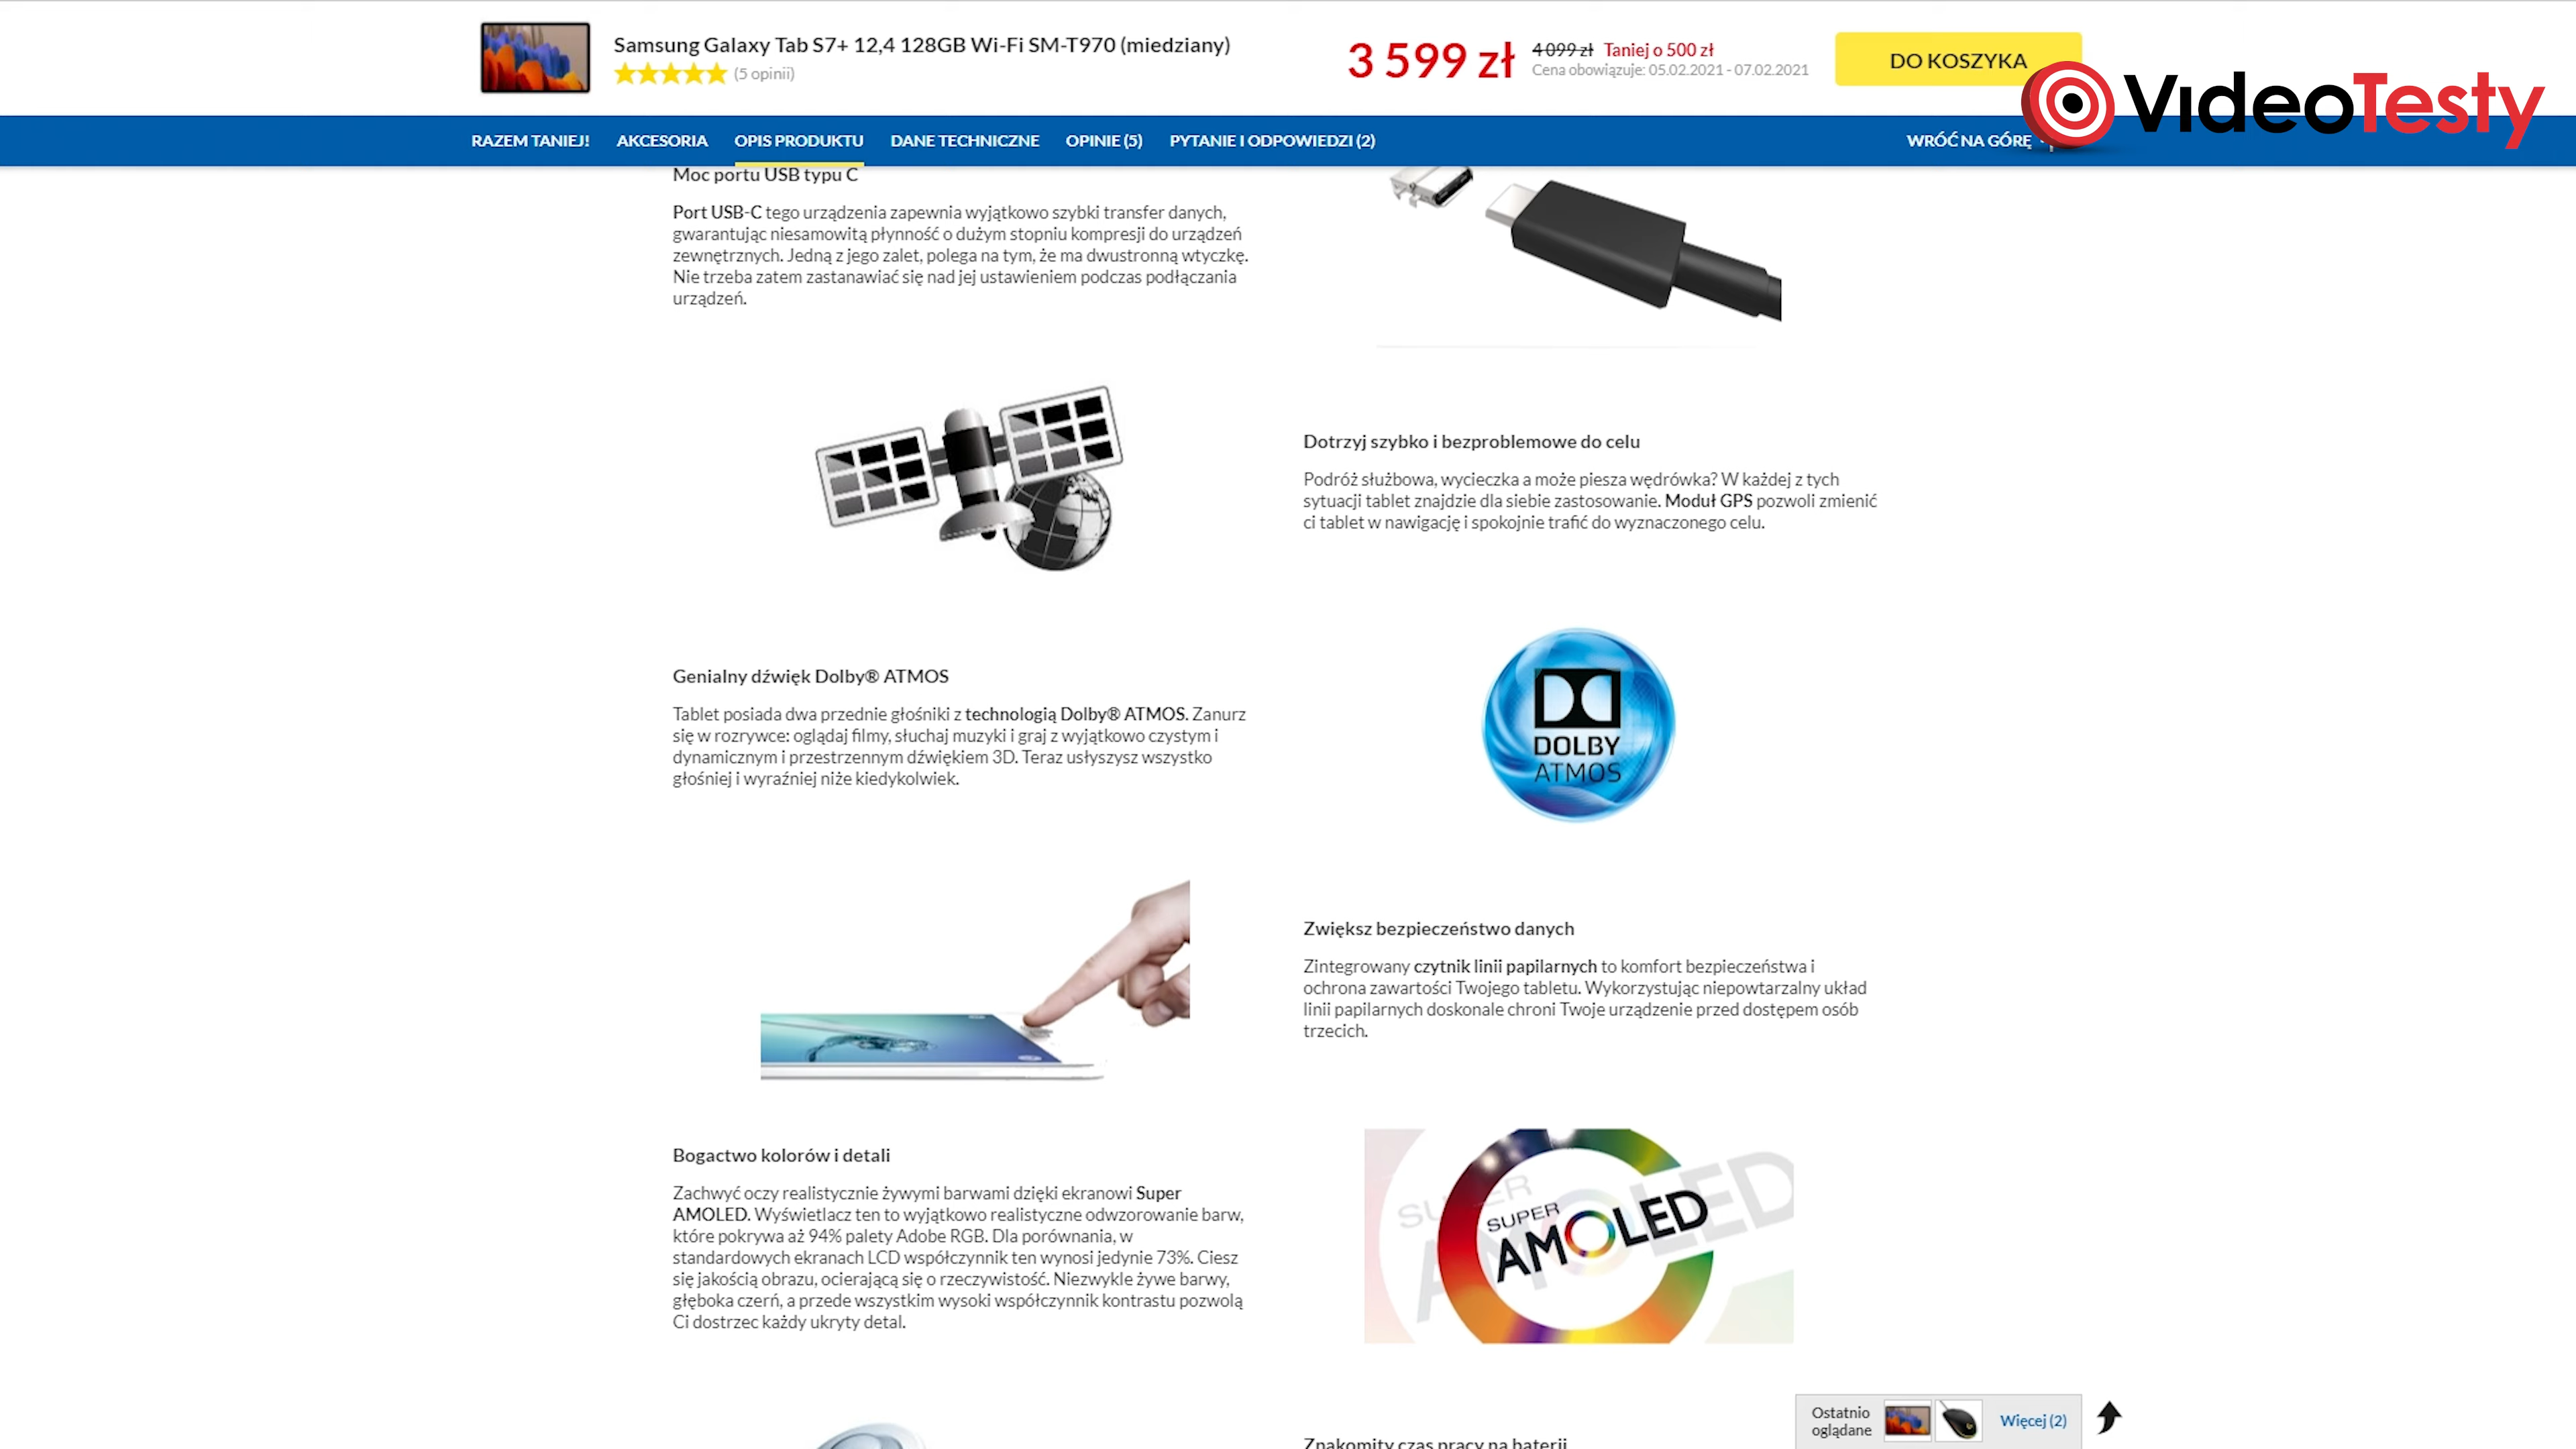 Samsung Galaxy Tab S7+ 12,4 128GB Wi-Fi SM-T970 (miedziany)
(5 opinii)
3 599 zł
4 099 zł Taniej o 500 zł
Cena obowiązuje: 05.02.2021 - 07.02.2021
DO KOSZYKA
VideoTesty
RAZEM TANIEJ! AKCESORIA OPIS PRODUKTU DANE TECHNICZNE OPINIE (5) PYTANIE I ODPOWIEDZI (2) WRÓĆ NA GÓRĘ
Moc portu USB typu C
Port USB-C tego urządzenia zapewnia wyjątkowo szybki transfer danych,
gwarantując niesamowitą płynność o dużym stopniu kompresji do urządzeń
zewnętrznych. Jedną z jego zalet, polega na tym, że ma dwustronną wtyczkę.
Nie trzeba zatem zastanawiać się nad jej ustawieniem podczas podłączania
urządzeń.
Dotrzyj szybko i bezproblemowe do celu
Podróż służbowa, wycieczka a może piesza wędrówka? W każdej z tych
sytuacji tablet znajdzie dla siebie zastosowanie. Moduł GPS pozwoli zmienić
ci tablet w nawigację i spokojnie trafić do wyznaczonego celu.
Genialny dźwięk Dolby® ATMOS
Tablet posiada dwa przednie głośniki z technologią Dolby® ATMOS. Zanurz
się w rozrywce: oglądaj filmy, słuchaj muzyki i graj z wyjątkowo czystym i
dynamicznym i przestrzennym dźwiękiem 3D. Teraz usłyszysz wszystko
głośniej i wyraźniej niże kiedykolwiek.
DOLBY
ATMOS
Zwiększ bezpieczeństwo danych
Zintegrowany czytnik linii papilarnych to komfort bezpieczeństwa i
ochrona zawartości Twojego tabletu. Wykorzystując niepowtarzalny układ
linii papilarnych doskonale chroni Twoje urządzenie przed dostępem osób
trzecich.
Bogactwo kolorów i detali
Zachwyć oczy realistycznie żywymi barwami dzięki ekranowi Super
AMOLED. Wyświetlacz ten to wyjątkowo realistyczne odwzorowanie barw,
które pokrywa aż 94% palety Adobe RGB. Dla porównania, w
standardowych ekranach LCD współczynnik ten wynosi jedynie 73%. Ciesz
się jakością obrazu, ocierającą się o rzeczywistość. Niezwykle żywe barwy,
głęboka czerń, a przede wszystkim wysoki współczynnik kontrastu pozwolą
Ci dostrzec każdy ukryty detal.
SUPER
AMOLED
SUPER
AMOLED
Znakomity czas pracy na baterii
Ostatnio
oglądane
Więcej (2)